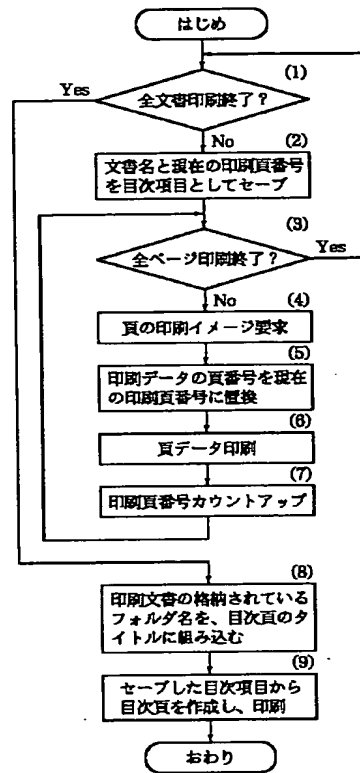 はじめ
(1)
Yes
全文書印刷終了?
No
(2)
文書名と現在の印刷頁番号
を目次項目としてセーブ
(3)
全ページ印刷終了?
Yes
No
(4)
頁の印刷イメージ要求
(5)
印刷データの頁番号を現在
の印刷頁番号に置換
(6)
頁データ印刷
(7)
印刷頁番号カウントアップ
(8)
印刷文書の格納されている
フォルダ名を、目次頁のタ
イトルに組み込む
(9)
セーブした目次項目から
目次頁を作成し、印刷
おわり